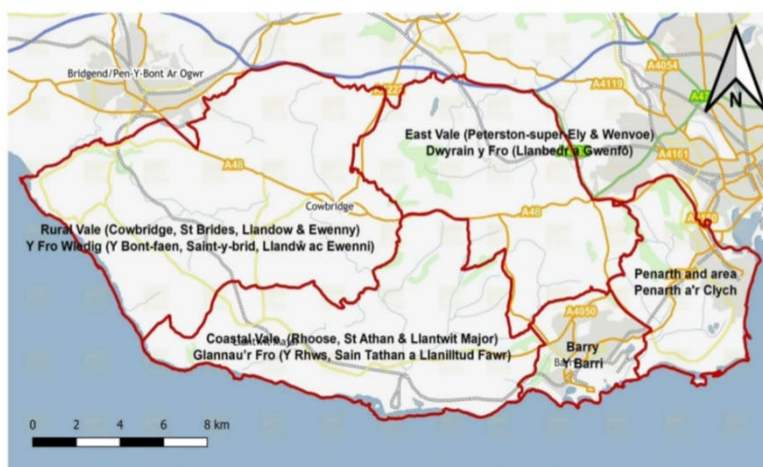 Bridgend/Pen-Y-Bont Ar Ogwr
A4119
A4054
N
East Vale (Peterston-super-Ely & Wenvoe)
Dwyrain y Fro (Llanbedr a Gwenfô)
A4161
A48
Cowbridge
A48
Rural Vale (Cowbridge, St Brides, Llandow & Ewenny)
Y Fro Wledig (Y Bont-faen, Saint-y-brid, Llandŵ ac Ewenni)
Penarth and area
Penarth a'r Clych
A4050
Coastal Vale (Rhoose, St Athan & Llantwit Major)
Glannau'r Fro (Y Rhws, Sain Tathan a Llanilltud Fawr)
Barry
Y Barri
0 2 4 6 8 km